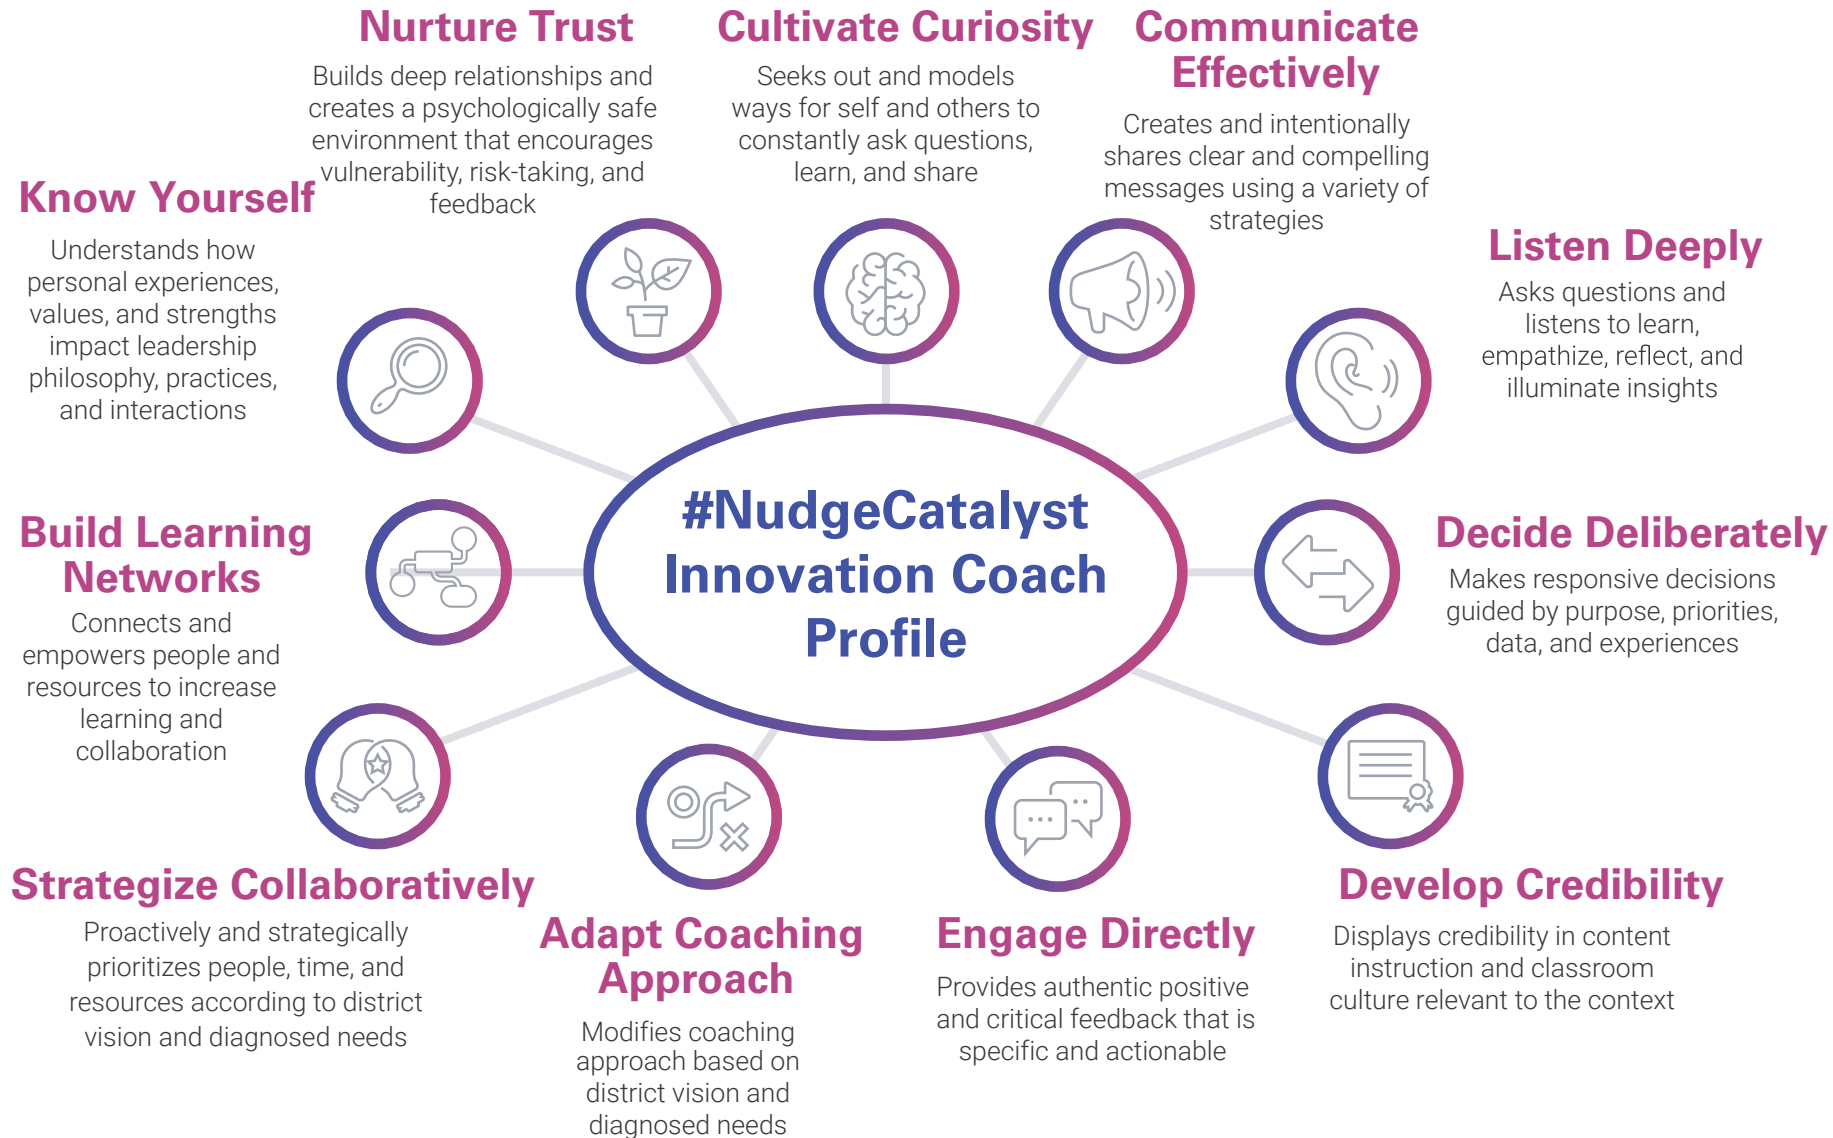 Nurture Trust
Builds deep relationships and
creates a psychologically safe
environment that encourages
vulnerability, risk-taking, and
feedback
Cultivate Curiosity
Seeks out and models
ways for self and others to
constantly ask questions,
learn, and share
Communicate
Effectively
Creates and intentionally
shares clear and compelling
messages using a variety of
strategies
Know Yourself
Understands how
personal experiences,
values, and strengths
impact leadership
philosophy, practices,
and interactions
Listen Deeply
Asks questions and
listens to learn,
empathize, reflect, and
illuminate insights
#NudgeCatalyst
Innovation Coach
Profile
Build Learning
Networks
Connects and
empowers people and
resources to increase
learning and
collaboration
Decide Deliberately
Makes responsive decisions
guided by purpose, priorities,
data, and experiences
Strategize Collaboratively
Proactively and strategically
prioritizes people, time, and
resources according to district
vision and diagnosed needs
Adapt Coaching
Approach
Modifies coaching
approach based on
district vision and
diagnosed needs
Engage Directly
Provides authentic positive
and critical feedback that is
specific and actionable
Develop Credibility
Displays credibility in content
instruction and classroom
culture relevant to the context